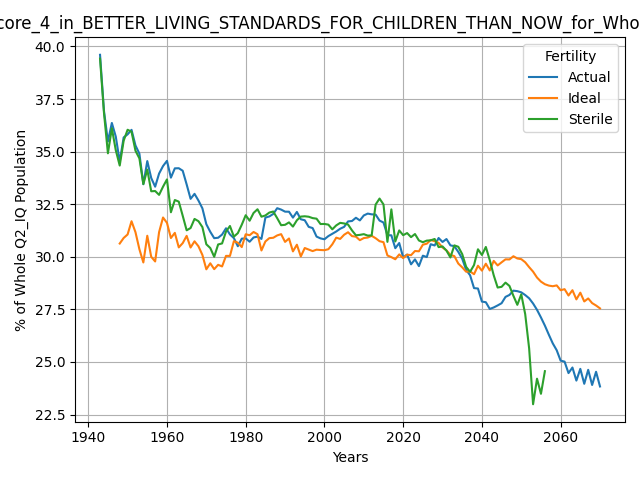 core_4_in_BETTER_LIVING_STANDARDS_FOR_CHILDREN_THAN_NOW_for_Who
40.0
37.5
35.0
32.5
30.0
27.5
25.0
22.5
% of Whole Q2_IQ Population
Fertility
Actual
Ideal
Sterile
1940
1960
1980
2000
2020
2040
2060
Years